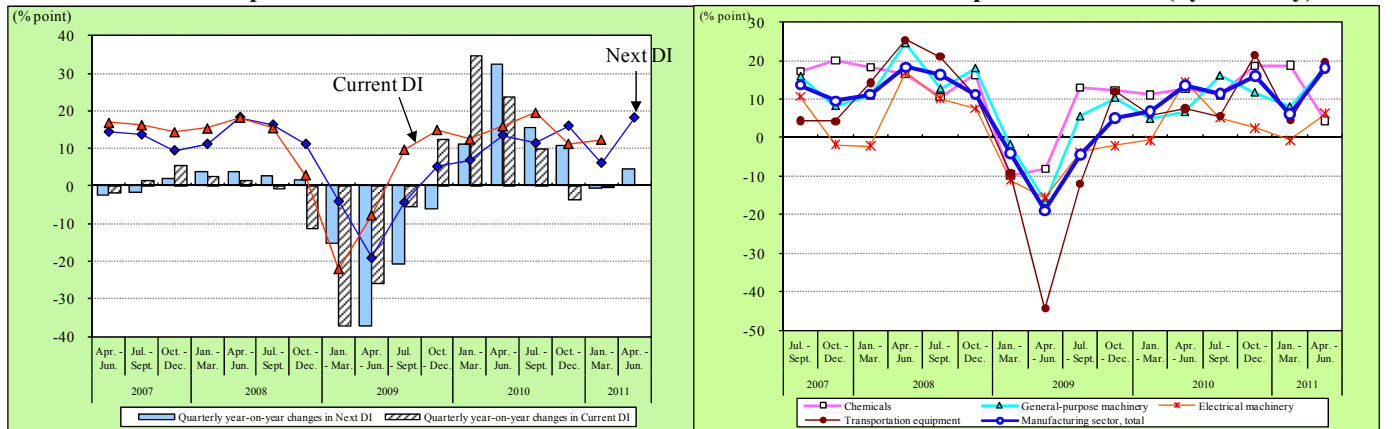 (% point)
40
30
20
10
0
-10
-20
-30
-40
Current DI
Next DI
Apr. - Jul. - Oct. - Jan. - Apr. - Jul. - Oct. Jan. Apr. Jul. Oct. Jan. - Apr. - Jul. - Oct. - Jan. - Apr. -
Jun. Sept. Dec. Mar. Jun. Sept. - Dec. - Mar. - Jun. - Sept. - Dec. Mar. Jun. Sept. Dec. Mar. Jun.
2007 2008 2009 2010 2011
Quarterly year-on-year changes in Next DI Quarterly year-on-year changes in Current DI
(% point)
30
20
10
0
-10
-20
-30
-40
-50
Jul. - Oct. - Jan. - Apr. - Jul. - Oct. - Jan. Apr. Jul. Oct. Jan. Apr. Jul. Oct. Jan. Apr. -
Sept. Dec. Mar. Jun. Sept. Dec. - Mar. - Jun. - Sept. - Dec. - Mar. - Jun. - Sept. - Dec. - Mar. Jun.
2007 2008 2009 2010 2011
Chemicals General-purpose machinery Electrical machinery
Transportation equipment Manufacturing sector, total